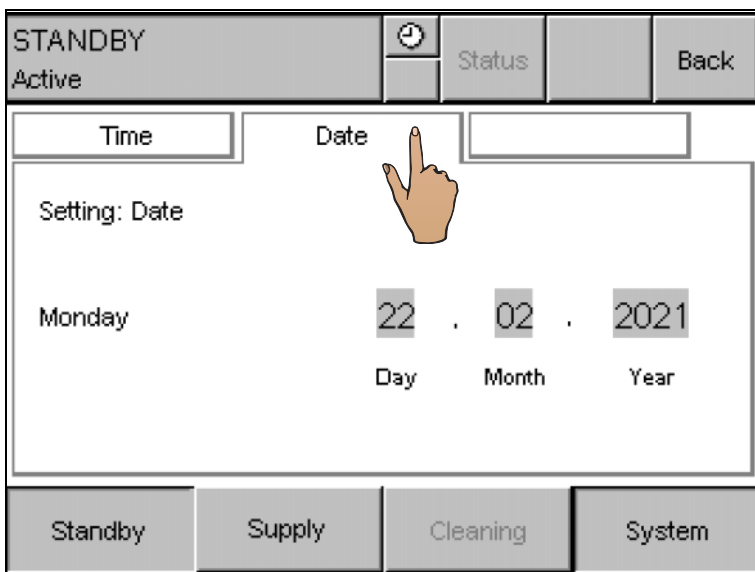 STANDBY
Active
Status
Back
Time
Date
Setting: Date
Monday
22 . 02 . 2021
Day Month Year
Standby Supply Cleaning System